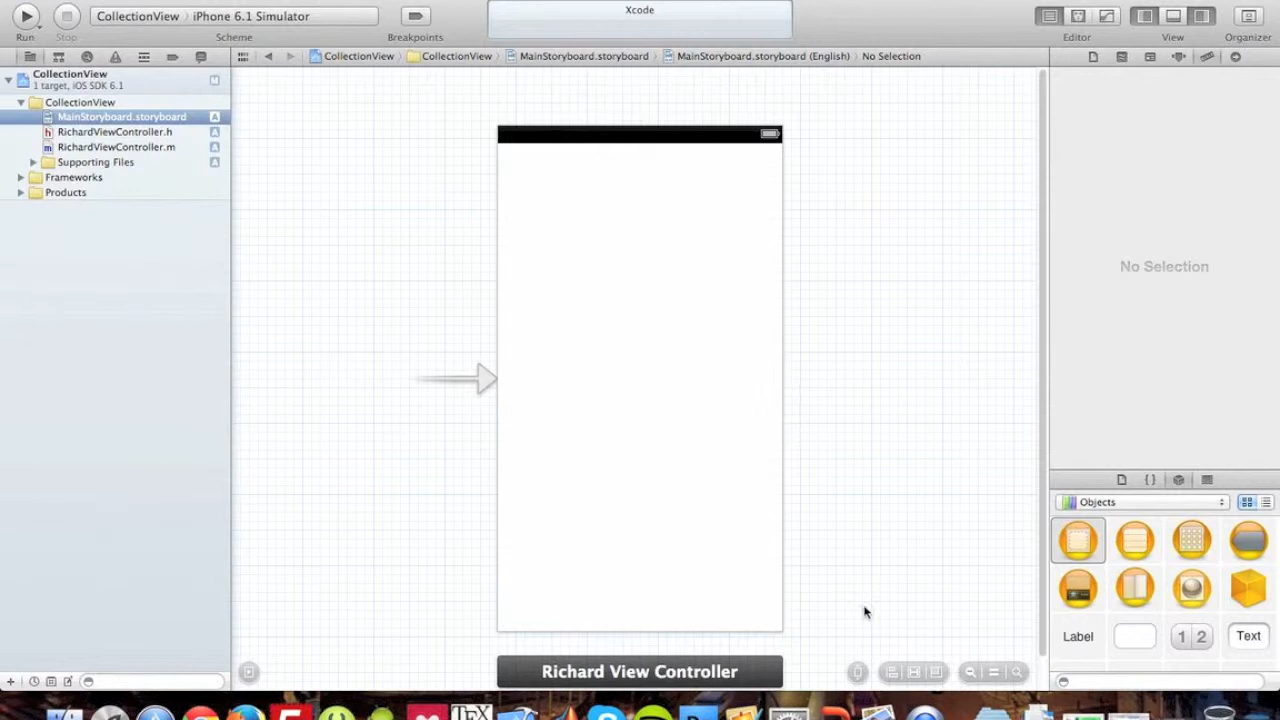 Xcode
CollectionView
iPhone 6.1 Simulator
Run
Stop
Scheme
Breakpoints
Editor
View
Organizer
CollectionView
CollectionView
MainStoryboard.storyboard
MainStoryboard.storyboard (English)
No Selection
CollectionView
M
1 target, iOS SDK 6.1
CollectionView
MainStoryboard.storyboard
A
h
RichardViewController.h
A
m
RichardViewController.m
A
Supporting Files
A
Frameworks
Products
No Selection
{ }
Objects
Label
1 2
Text
Richard View Controller
TEX